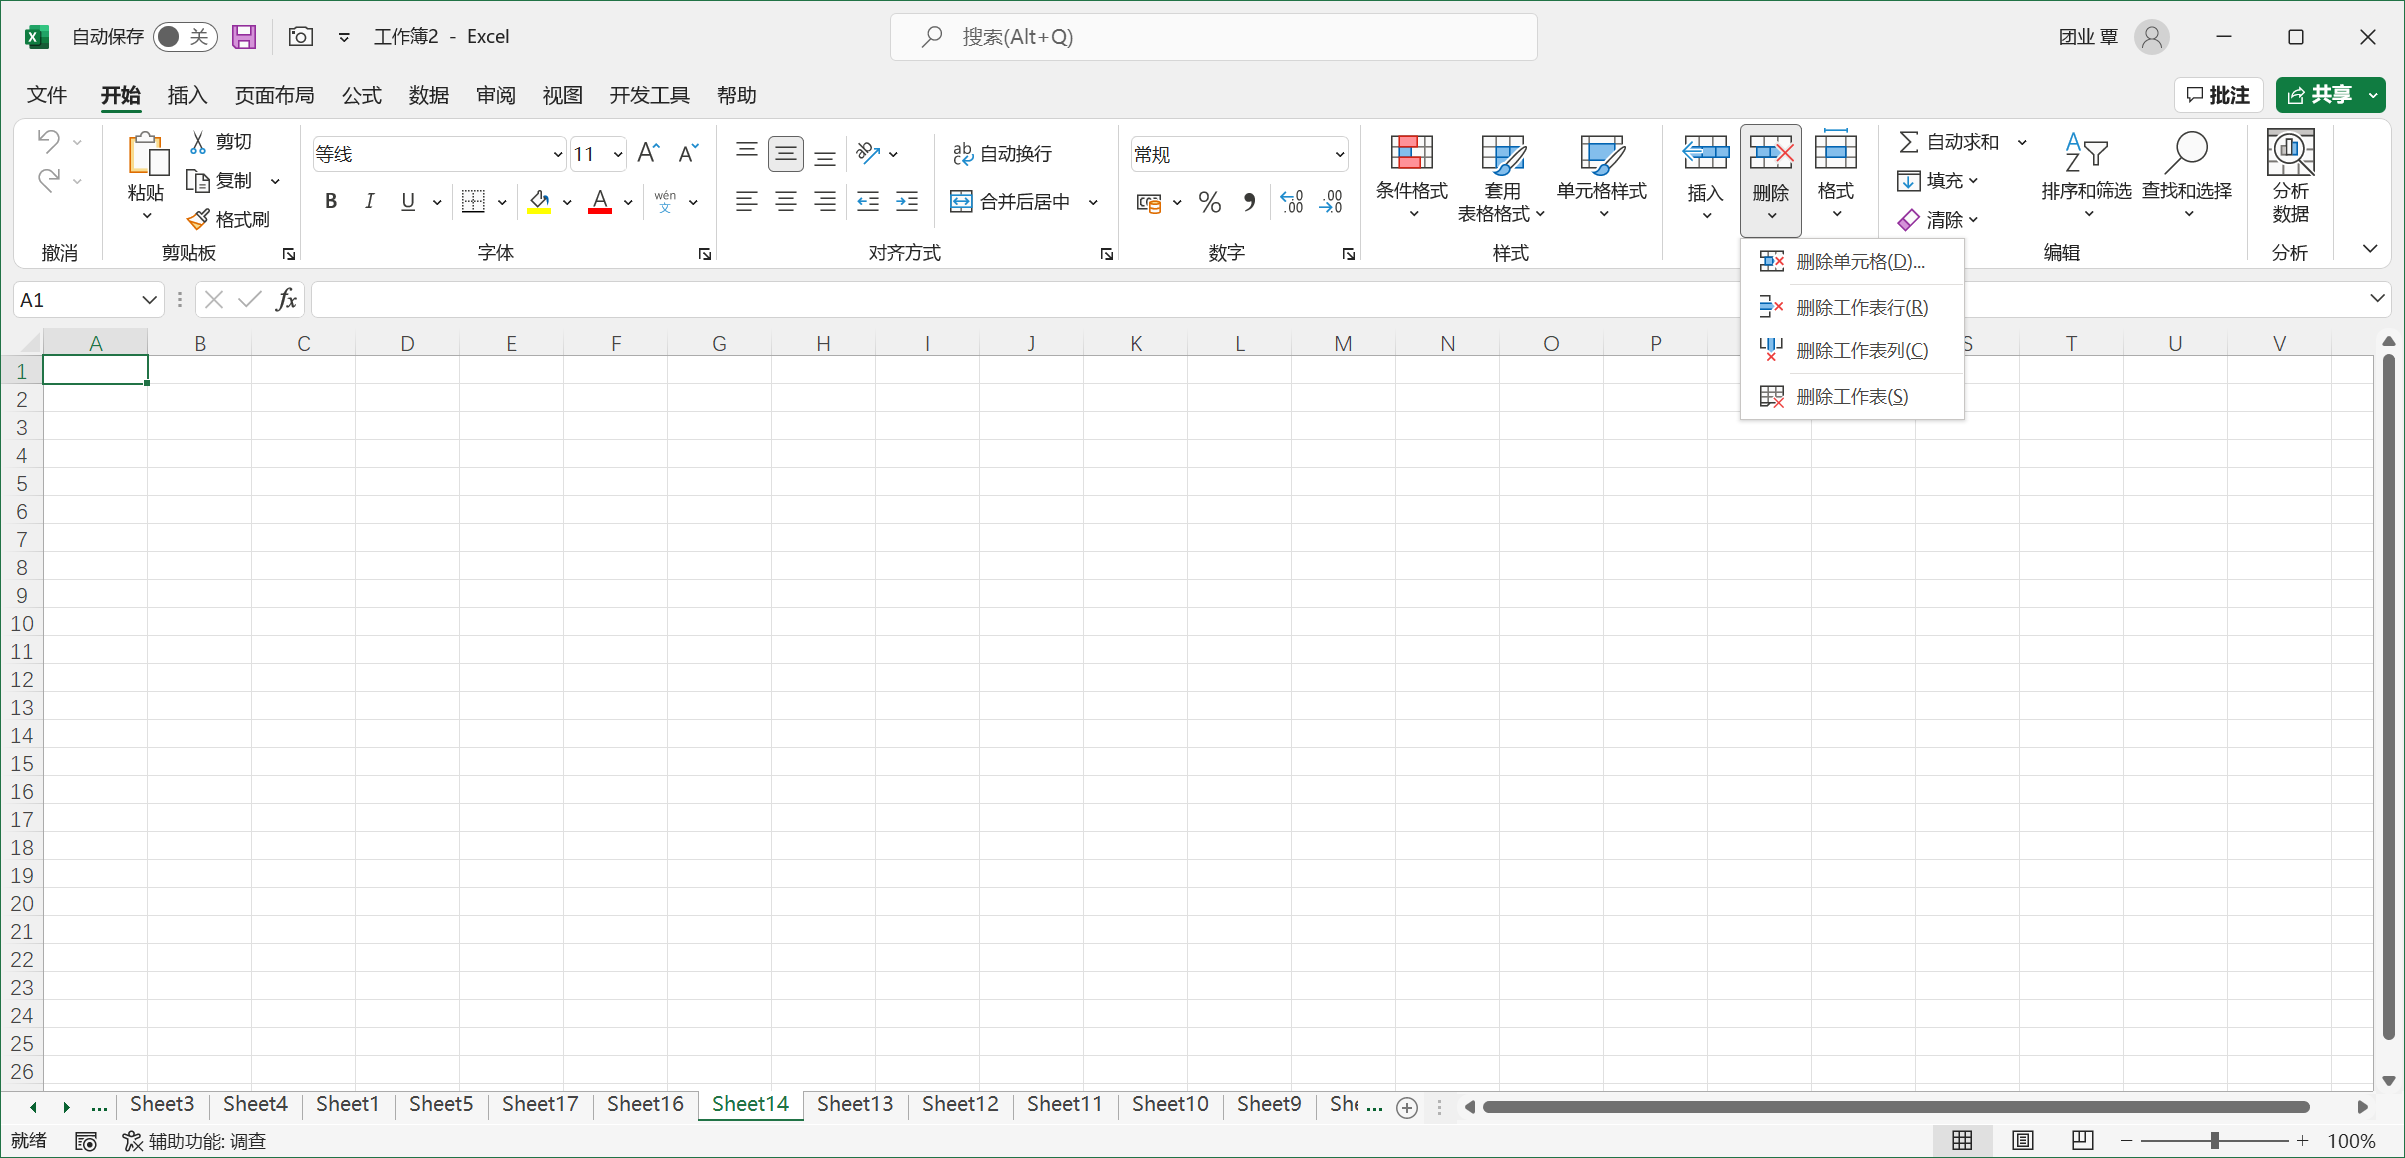 自动保存 关 工作簿2 - Excel 搜索(Alt+Q) 团业 覃
文件 开始 插入 页面布局 公式 数据 审阅 视图 开发工具 帮助 批注 共享
粘贴 剪切 复制 格式刷
等线 11 A A
B I U A wén 文
ab c 自动换行
合并后居中
常规
% .00 .00
条件格式 套用 表格格式 单元格样式
插入 删除 格式
自动求和 填充 清除
排序和筛选 查找和选择
分析 数据
撤消 剪贴板 字体 对齐方式 数字 样式 编辑 分析
删除单元格(D)...
删除工作表行(R)
删除工作表列(C)
删除工作表(S)
A1 fx
A B C D E F G H I J K L M N O P S T U V
1
2
3
4
5
6
7
8
9
10
11
12
13
14
15
16
17
18
19
20
21
22
23
24
25
26
... Sheet3 Sheet4 Sheet1 Sheet5 Sheet17 Sheet16 Sheet14 Sheet13 Sheet12 Sheet11 Sheet10 Sheet9 She ...
就绪 辅助功能: 调查 100%